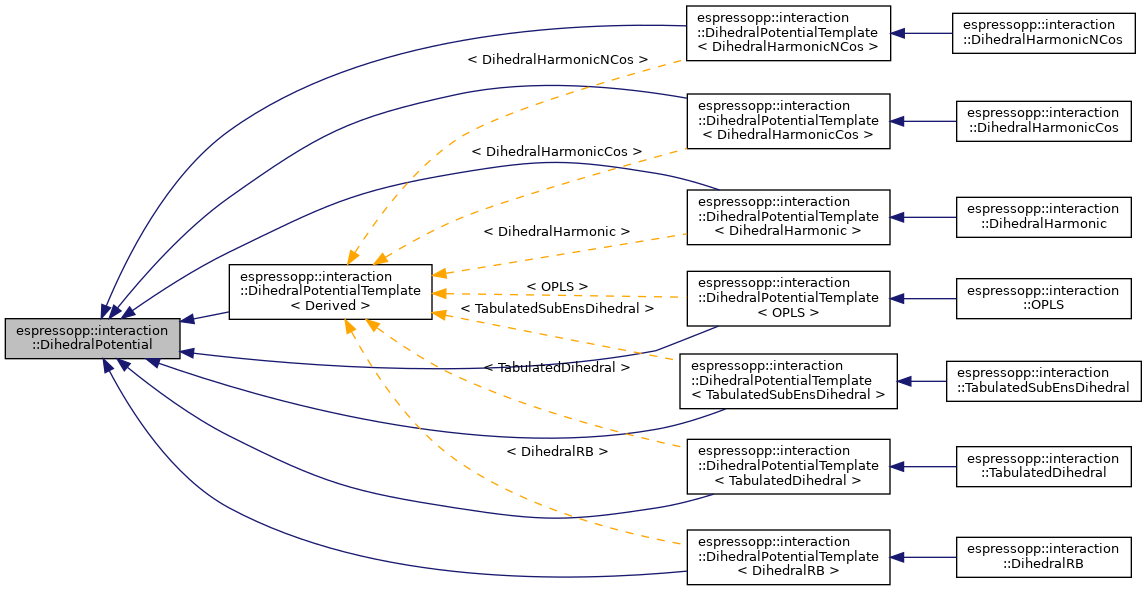 espressopp::interaction
::DihedralPotential
espressopp::interaction
::DihedralPotentialTemplate
< Derived >
< DihedralHarmonicNCos >
< DihedralHarmonicCos >
< DihedralHarmonic >
< OPLS >
< TabulatedSubEnsDihedral >
< TabulatedDihedral >
< DihedralRB >
espressopp::interaction
::DihedralPotentialTemplate
< DihedralHarmonicNCos >
espressopp::interaction
::DihedralHarmonicNCos
espressopp::interaction
::DihedralPotentialTemplate
< DihedralHarmonicCos >
espressopp::interaction
::DihedralHarmonicCos
espressopp::interaction
::DihedralPotentialTemplate
< DihedralHarmonic >
espressopp::interaction
::DihedralHarmonic
espressopp::interaction
::DihedralPotentialTemplate
< OPLS >
espressopp::interaction
::OPLS
espressopp::interaction
::DihedralPotentialTemplate
< TabulatedSubEnsDihedral >
espressopp::interaction
::TabulatedSubEnsDihedral
espressopp::interaction
::DihedralPotentialTemplate
< TabulatedDihedral >
espressopp::interaction
::TabulatedDihedral
espressopp::interaction
::DihedralPotentialTemplate
< DihedralRB >
espressopp::interaction
::DihedralRB